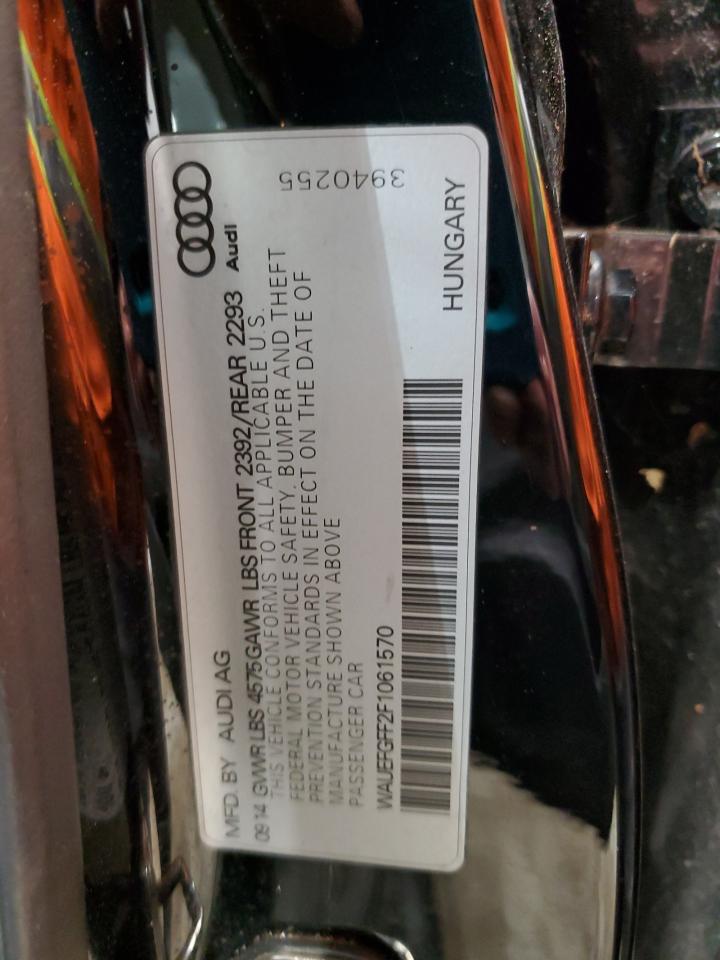 Audi
3940255
MFD. BY AUDI AG
09 14 GVWR LBS 4575 GAWR LBS FRONT 2392/REAR 2293
THIS VEHICLE CONFORMS TO ALL APPLICABLE U.S.
FEDERAL MOTOR VEHICLE SAFETY, BUMPER AND THEFT
PREVENTION STANDARDS IN EFFECT ON THE DATE OF
MANUFACTURE SHOWN ABOVE
PASSENGER CAR
WAUEFGFF2F1061570
HUNGARY